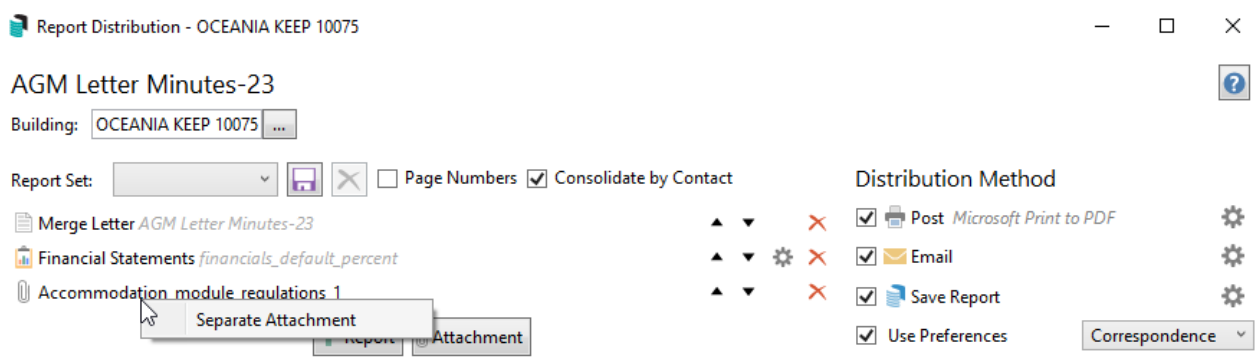 Report Distribution - OCEANIA KEEP 10075
AGM Letter Minutes-23
Building: OCEANIA KEEP 10075 ...
Report Set: Page Numbers Consolidate by Contact
Merge Letter AGM Letter Minutes-23
Financial Statements financials_default_percent
Accommodation_module_regulations_1
Separate Attachment
Report Attachment
Distribution Method
Post Microsoft Print to PDF
Email
Save Report
Use Preferences Correspondence